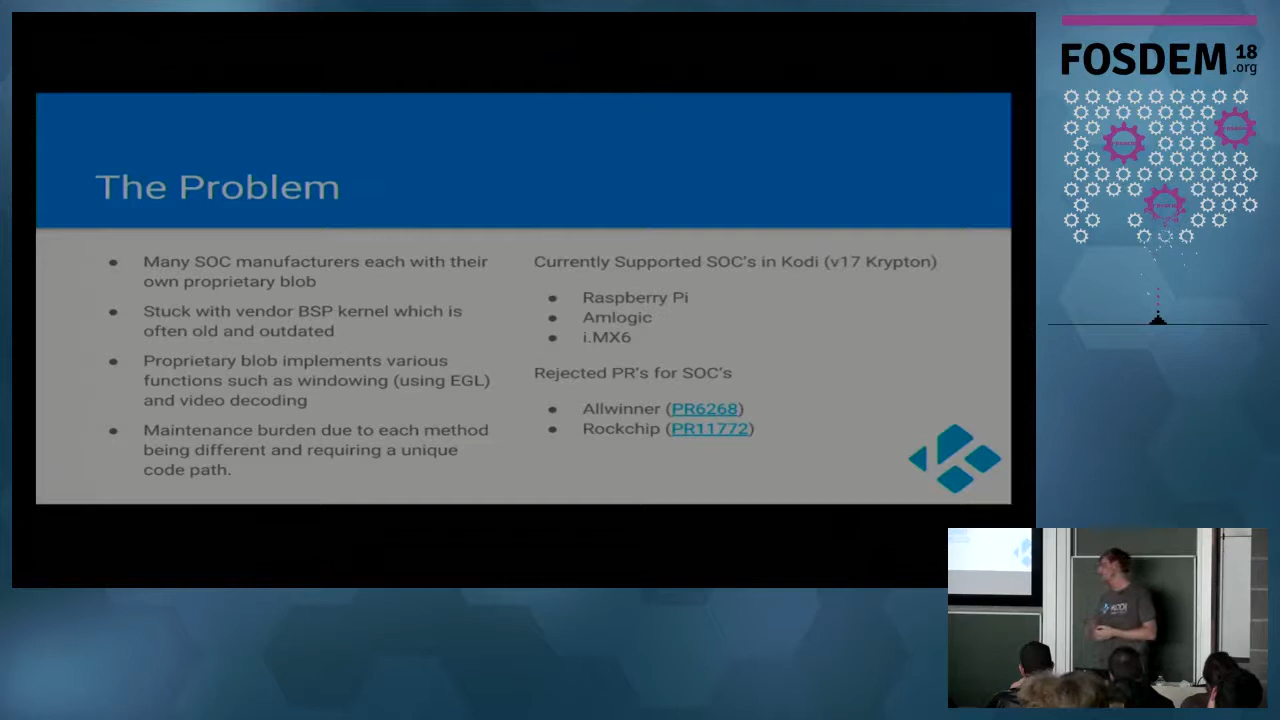 The Problem
● Many SOC manufacturers each with their
own proprietary blob
● Stuck with vendor BSP kernel which is
often old and outdated
● Proprietary blob implements various
functions such as windowing (using EGL)
and video decoding
● Maintenance burden due to each method
being different and requiring a unique
code path.
Currently Supported SOC's in Kodi (v17 Krypton)
● Raspberry Pi
● Amlogic
● i.MX6
Rejected PR's for SOC's
● Allwinner (PR6268)
● Rockchip (PR11772)
FOSDEM 18
.org
KODI